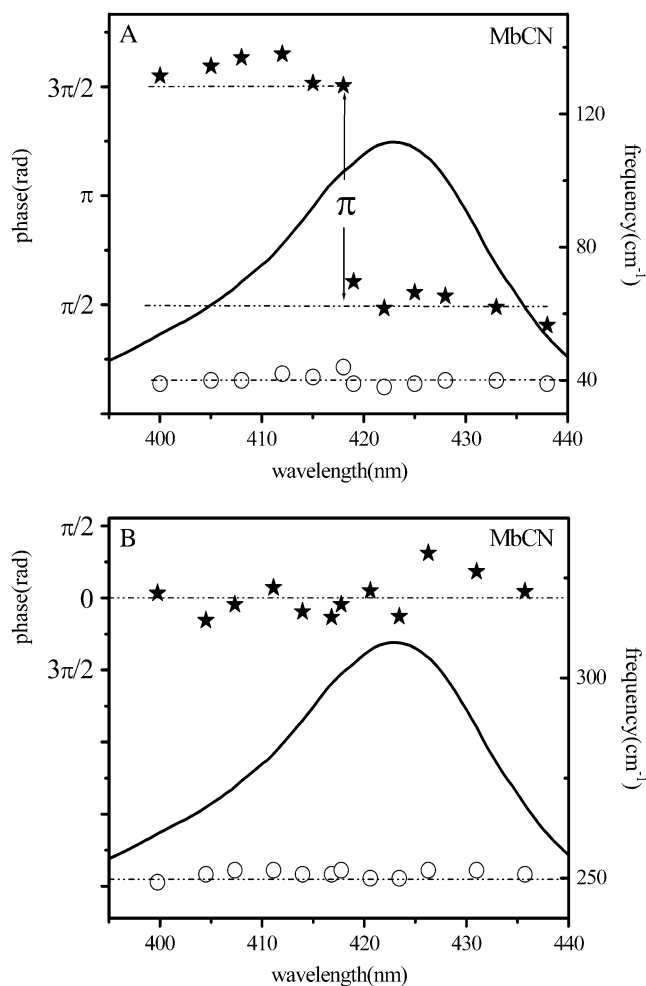 A
MbCN
3π/2
π
π/2
phase(rad)
π
120
80
40
frequency(cm⁻¹)
400 410 420 430 440
wavelength(nm)
B
MbCN
π/2
0
3π/2
phase(rad)
300
250
frequency(cm⁻¹)
400 410 420 430 440
wavelength(nm)